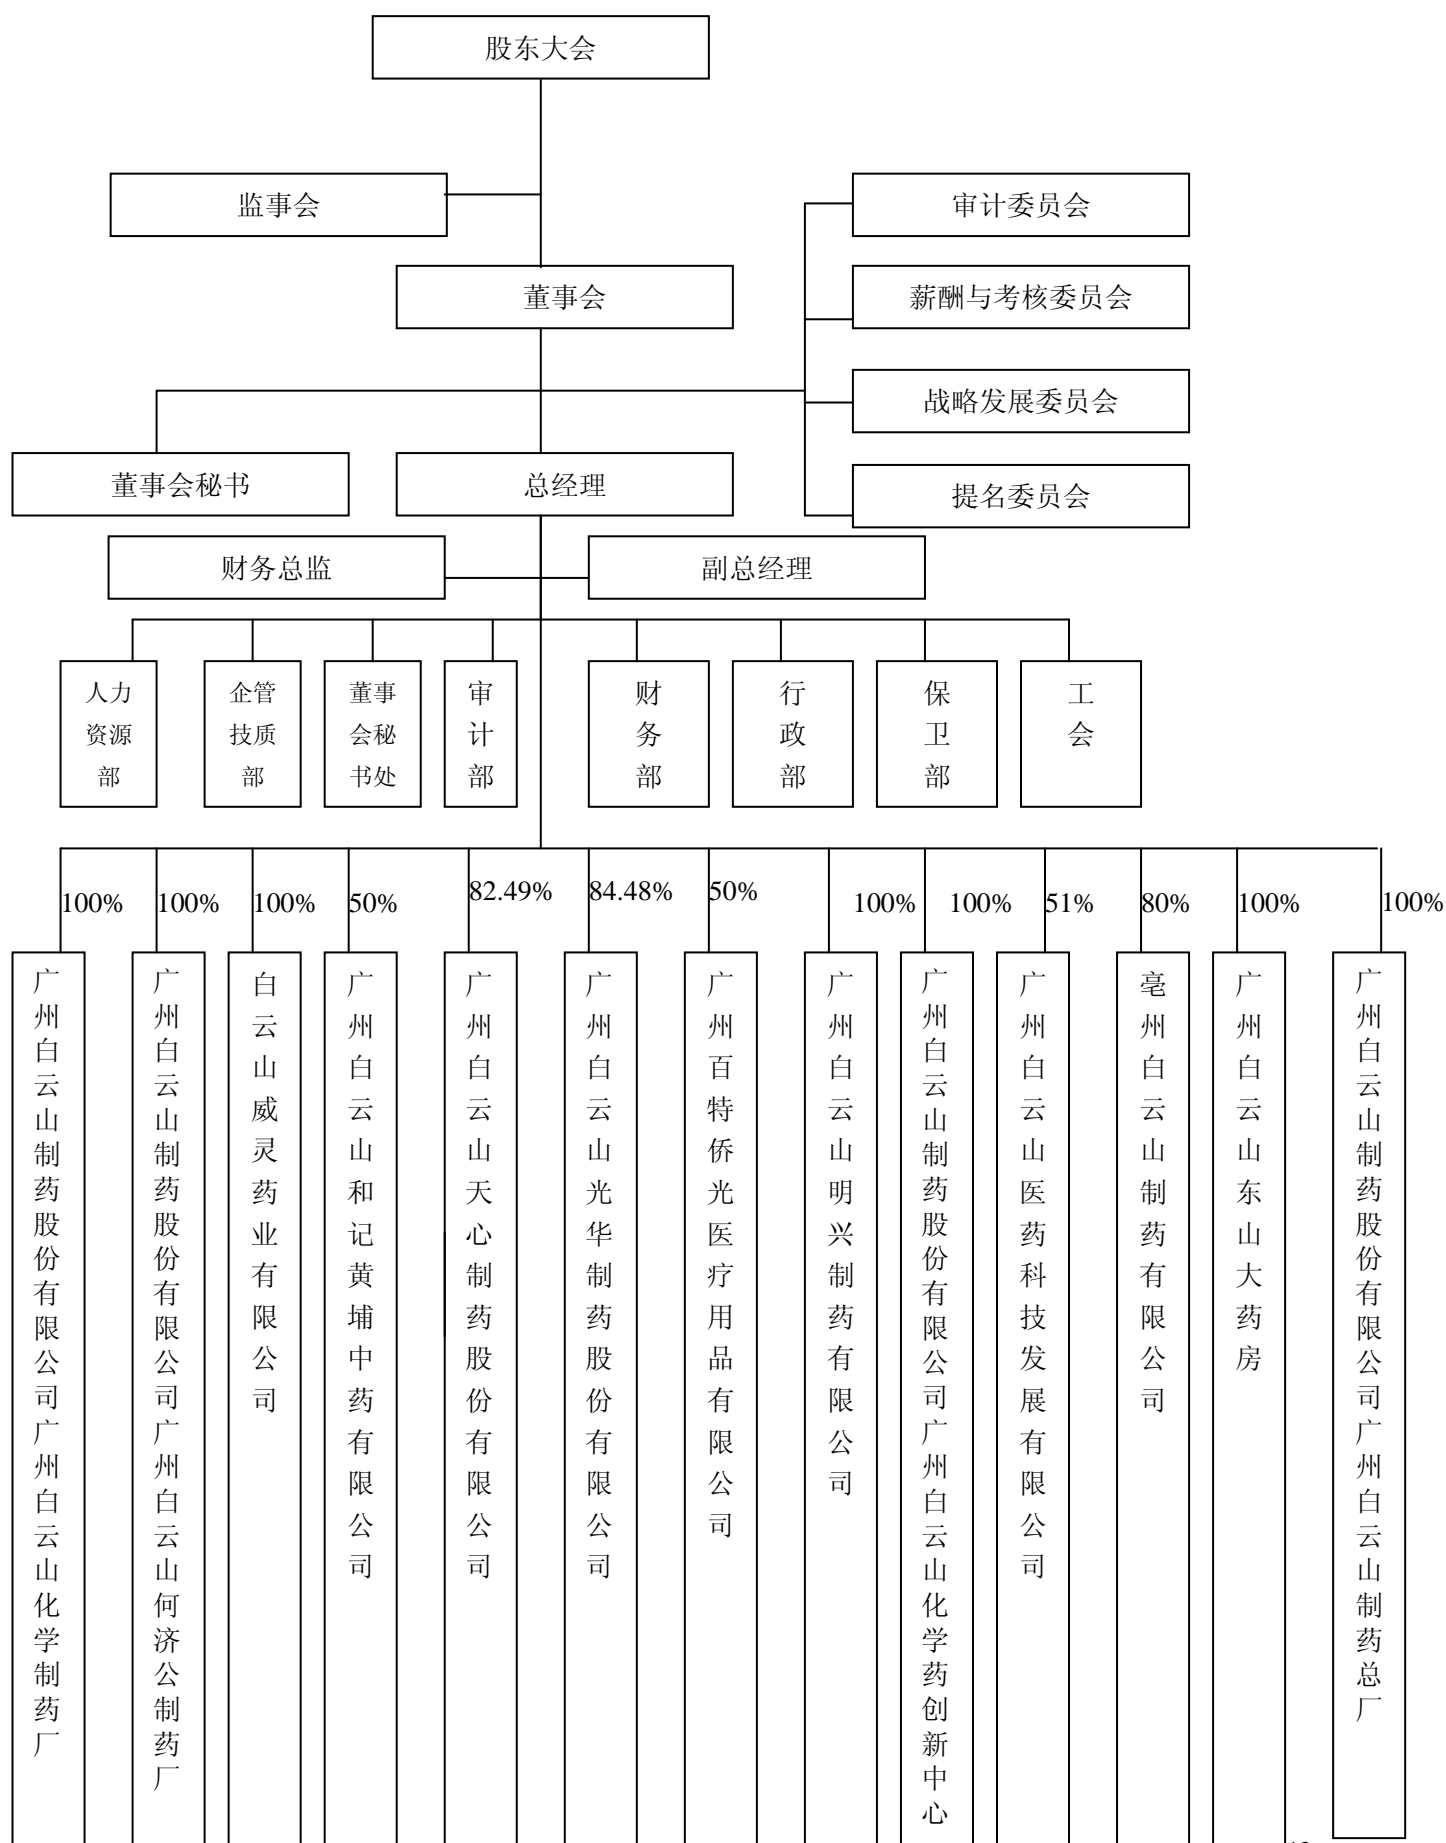 股东大会
监事会
审计委员会
董事会
薪酬与考核委员会
战略发展委员会
董事会秘书
总经理
提名委员会
财务总监
副总经理
人力
资源
部
企管
技质
部
董事
会秘
书处
审计部
财务部
行政部
保卫部
工会
100%
100%
100%
50%
82.49%
84.48%
50%
100%
100%
51%
80%
100%
100%
广州白云山制药股份有限公司广州白云山化学制药厂
广州白云山制药股份有限公司广州白云山何济公制药厂
白云山威灵药业有限公司
广州白云山和记黄埔中药有限公司
广州白云山天心制药股份有限公司
广州白云山光华制药股份有限公司
广州百特侨光医疗用品有限公司
广州白云山明兴制药有限公司
广州白云山制药股份有限公司广州白云山化学药创新中心
广州白云山医药科技发展有限公司
亳州白云山制药有限公司
广州白云山东山大药房
广州白云山制药股份有限公司广州白云山制药总厂